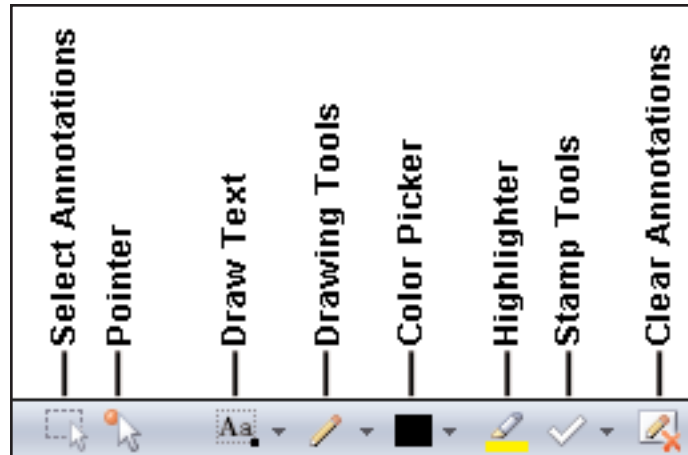 Select Annotations
Pointer
Draw Text
Drawing Tools
Color Picker
Highlighter
Stamp Tools
Clear Annotations
Aa